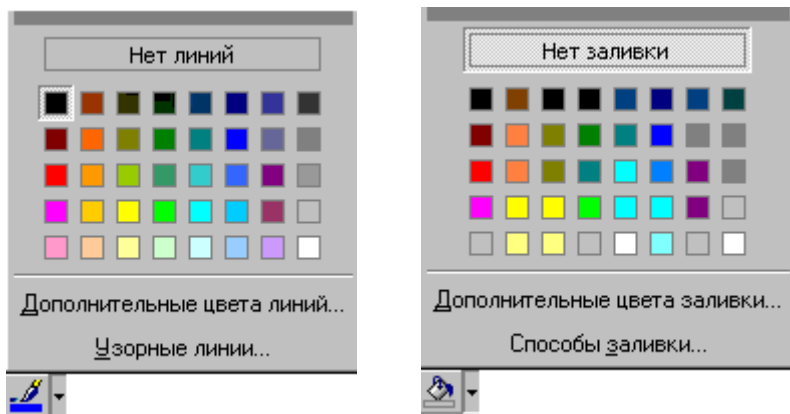 Нет линий
Дополнительные цвета линий...
Узорные линии...
Нет заливки
Дополнительные цвета заливки...
Способы заливки...